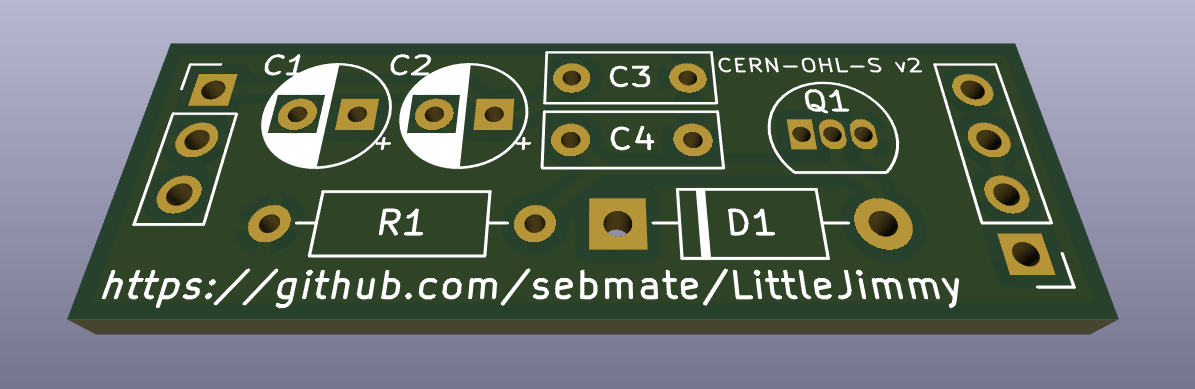 C1
C2
C3
CERN-OHL-S v2
Q1
+
+
C4
R1
D1
https://github.com/sebmate/LittleJimmy